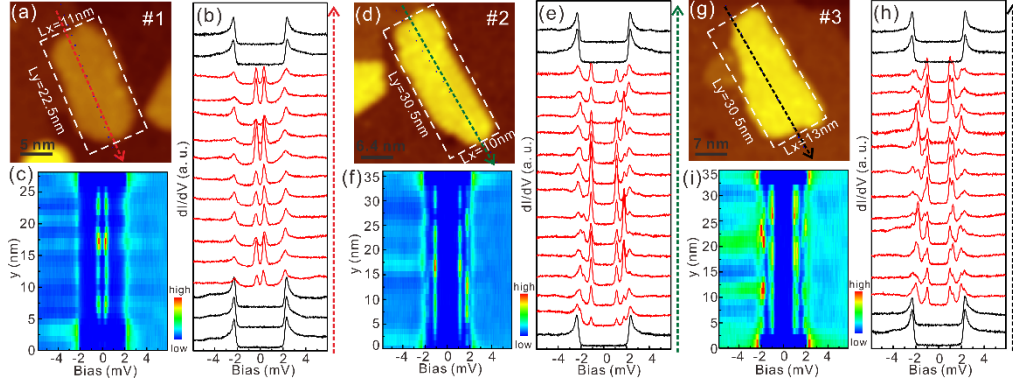 (a)
#1
Lx=11nm
Ly=22.5nm
5 nm
(b)
dI/dV (a. u.)
-4 -2 0 2 4
Bias (mV)
(c)
y (nm)
25
20
15
10
5
0
high
low
-4 -2 0 2 4
Bias (mV)
(d)
#2
Ly=30.5nm
Lx=10nm
(e)
dI/dV (a. u.)
-4 -2 0 2 4
Bias (mV)
(f)
y (nm)
35
30
25
20
15
10
5
0
high
low
-4 -2 0 2 4
Bias (mV)
(g)
#3
Ly=30.5nm
Lx=13nm
7 nm
(h)
dI/dV (a. u.)
-4 -2 0 2 4
Bias (mV)
(i)
y (nm)
35
30
25
20
15
10
5
0
high
low
-4 -2 0 2 4
Bias (mV)